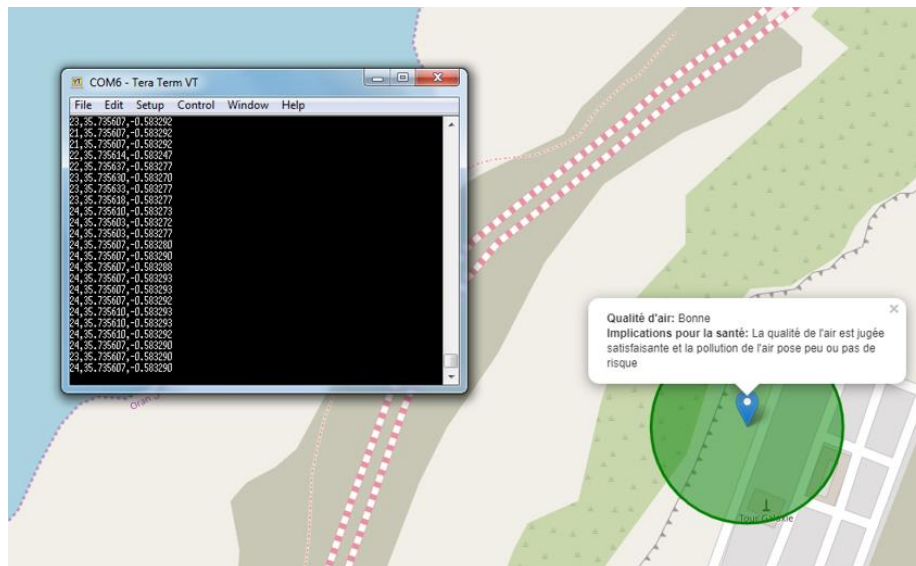 COM6 - Tera Term VT
File Edit Setup Control Window Help
23,35.735607,-0.583292
21,35.735607,-0.583292
21,35.735607,-0.583292
22,35.735614,-0.583247
22,35.735637,-0.583277
23,35.735630,-0.583270
23,35.735633,-0.583277
23,35.735618,-0.583277
24,35.735610,-0.583273
24,35.735603,-0.583272
24,35.735603,-0.583277
24,35.735607,-0.583280
24,35.735607,-0.583290
24,35.735607,-0.583288
24,35.735607,-0.583293
24,35.735607,-0.583293
24,35.735607,-0.583292
24,35.735610,-0.583293
24,35.735610,-0.583293
24,35.735610,-0.583292
24,35.735607,-0.583290
23,35.735607,-0.583290
24,35.735607,-0.583290
Oran
Qualité d'air: Bonne
Implications pour la santé: La qualité de l'air est jugée
satisfaisante et la pollution de l'air pose peu ou pas de
risque
Tour Galaxie